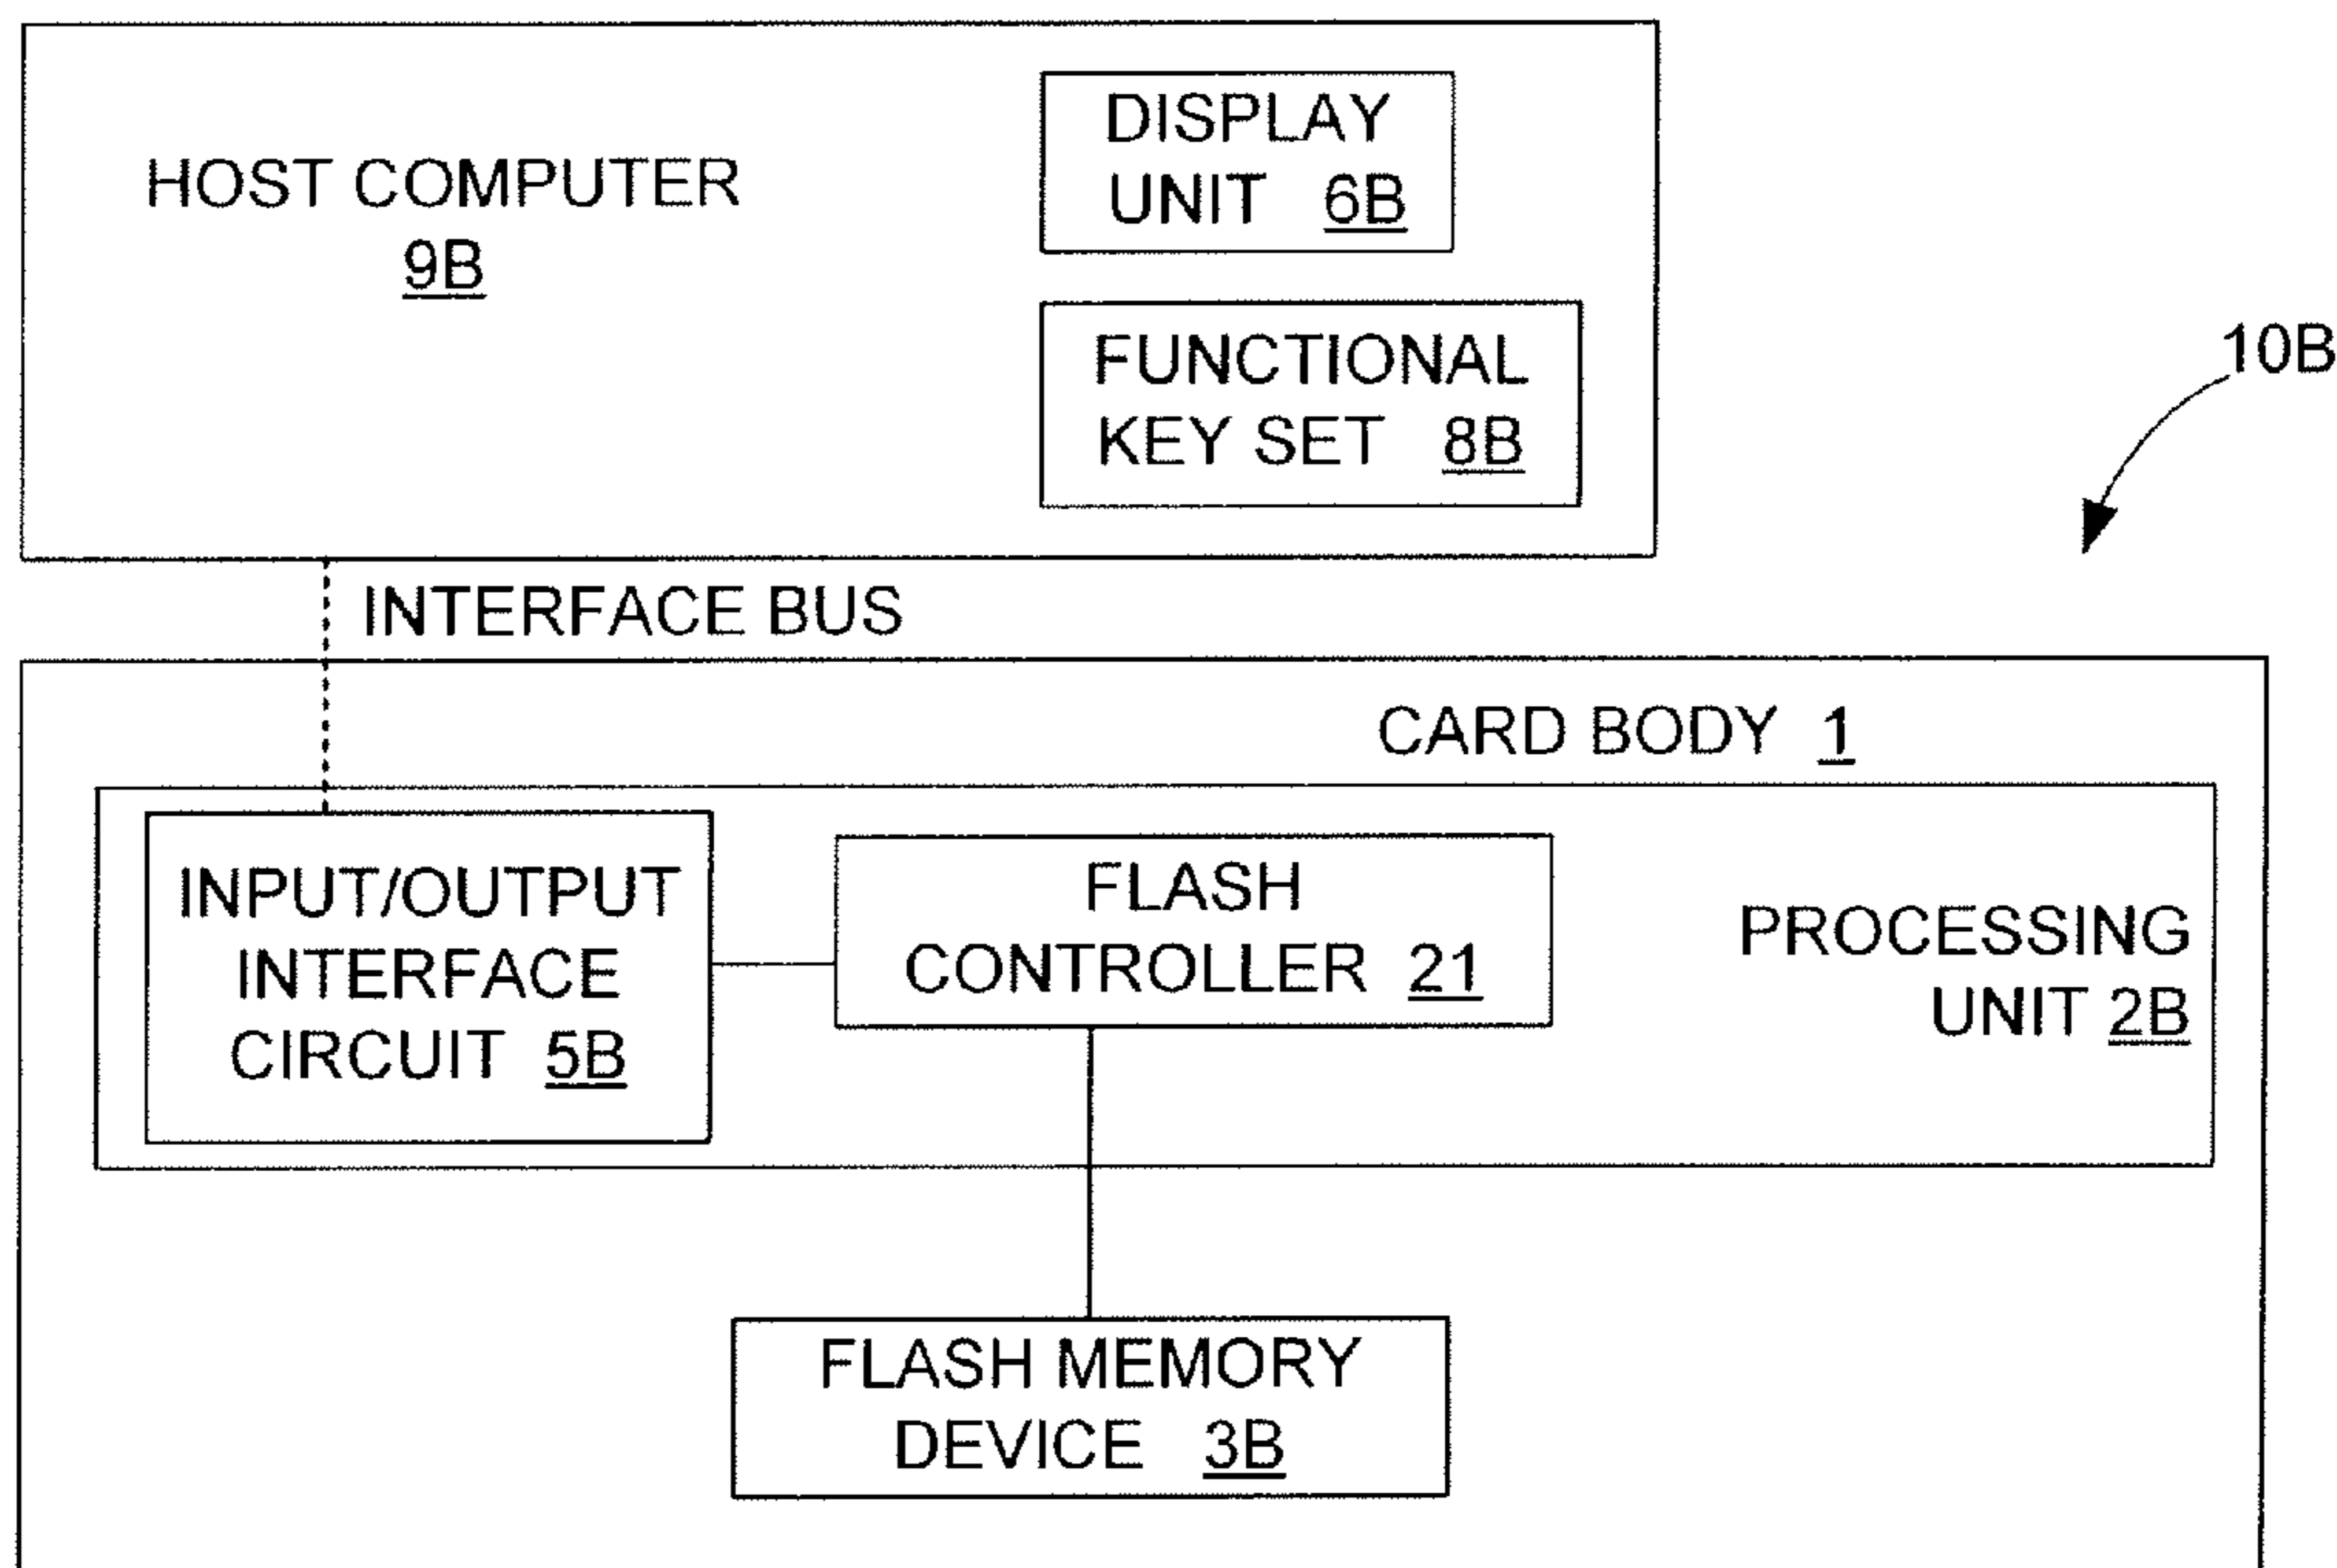 DISPLAY
UNIT 6B
HOST COMPUTER
9B
FUNCTIONAL
KEY SET 8B
10B
INTERFACE BUS
CARD BODY 1
INPUT/OUTPUT
INTERFACE
CIRCUIT 5B
FLASH
CONTROLLER 21
PROCESSING
UNIT 2B
FLASH MEMORY
DEVICE 3B